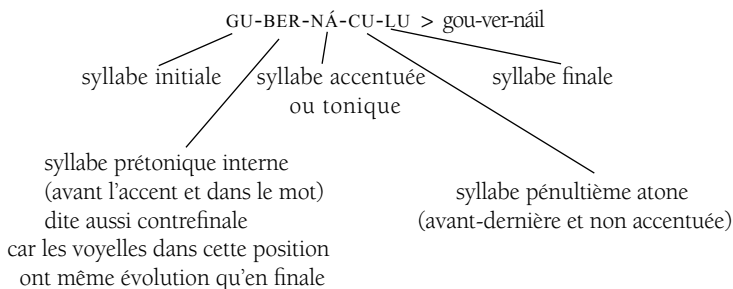 GU-BER-NÁ-CU-LU > gou-ver-náil
syllabe initiale
syllabe accentuée
ou tonique
syllabe finale
syllabe prétonique interne
(avant l'accent et dans le mot)
dite aussi contrefinale
car les voyelles dans cette position
ont même évolution qu'en finale
syllabe pénultième atone
(avant-dernière et non accentuée)